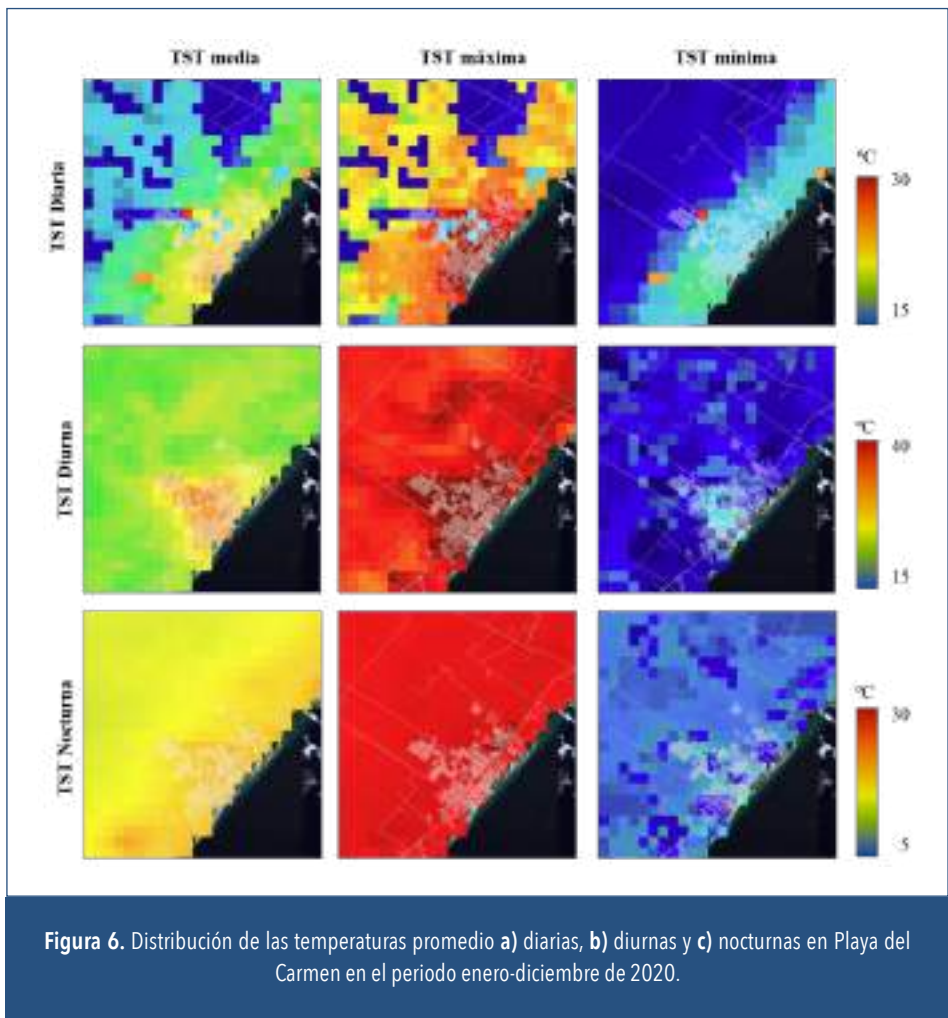 TST media TST máxima TST mínima
TST Diaria
°C
30
15
TST Diurna
°C
40
15
TST Nocturna
°C
30
5
Figura 6. Distribución de las temperaturas promedio a) diarias, b) diurnas y c) nocturnas en Playa del
Carmen en el periodo enero-diciembre de 2020.